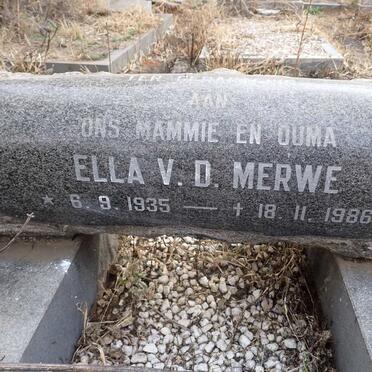 AAN
ONS MAMMIE EN OUMA
ELLA V. D. MERWE
* 6. 9. 1935 — + 18. 11. 1986